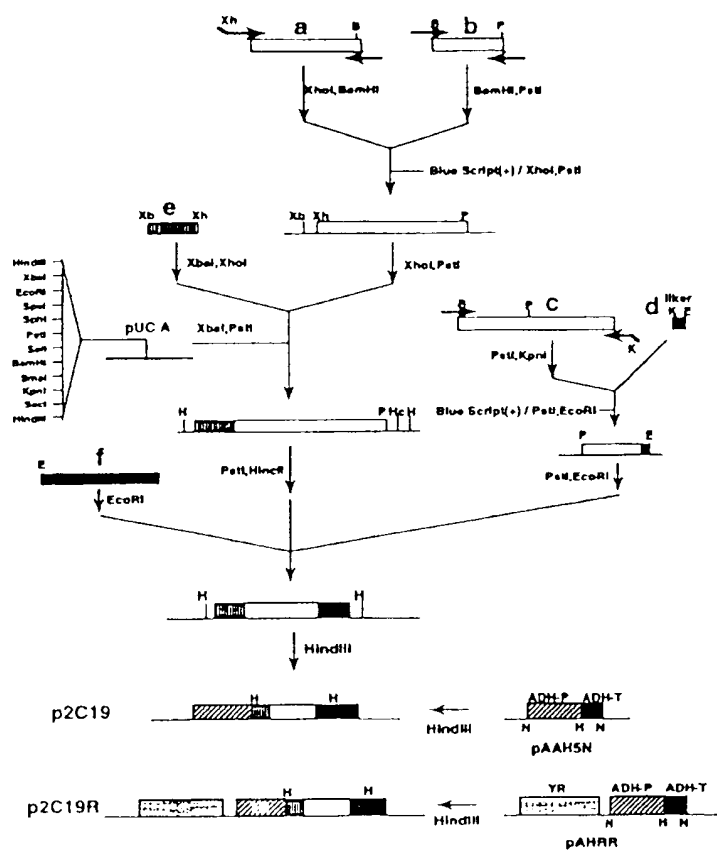 Xh a B
B b P
XhoI,BamHI
BamHI,PstI
Blue Script(+) / XhoI,PstI
Xb e Xh
Xb Xh P
XbaI,XhoI
XhoI,PstI
HindIII
XbaI
EcoRI
SpeI
SphI
PstI
SalI
BamHI
SmaI
KpnI
SacI
HindIII
pUC A
XbaI,PstI
B P C K
d liker
K E
PstI,KpnI
Blue Script(+) / PstI,EcoRI
H P Hc H
P E
PstI,HincII
PstI,EcoRI
E f
EcoRI
H H
HindIII
p2C19
H H
HindIII
ADH-P ADH-T
N H N
pAAH5N
p2C19R
H H
HindIII
YR ADH-P ADH-T
N H N
pAHRR